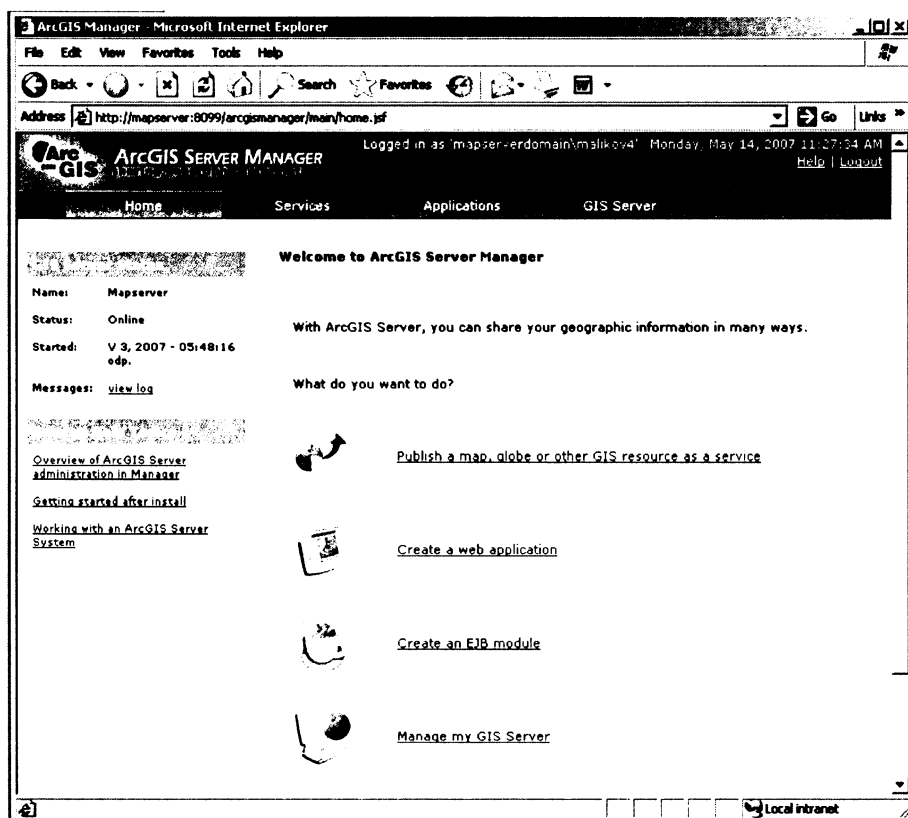 ArcGIS Manager - Microsoft Internet Explorer
File Edit View Favorites Tools Help
Back Search Favorites
Address http://mapserver:8099/arcgismanager/main/home.jsf Go Links »
Arc GIS ArcGIS SERVER MANAGER Logged in as 'mapserverdomain\malikov4' Monday, May 14, 2007 11:27:34 AM
Help | Logout
Home Services Applications GIS Server
Welcome to ArcGIS Server Manager
Name: Mapserver
Status: Online
With ArcGIS Server, you can share your geographic information in many ways.
Started: V 3, 2007 - 05:48:16
odp.
Messages: view log
What do you want to do?
Overview of ArcGIS Server
administration in Manager
Getting started after install
Working with an ArcGIS Server
System
Publish a map, globe or other GIS resource as a service
Create a web application
Create an EJB module
Manage my GIS Server
Local intranet